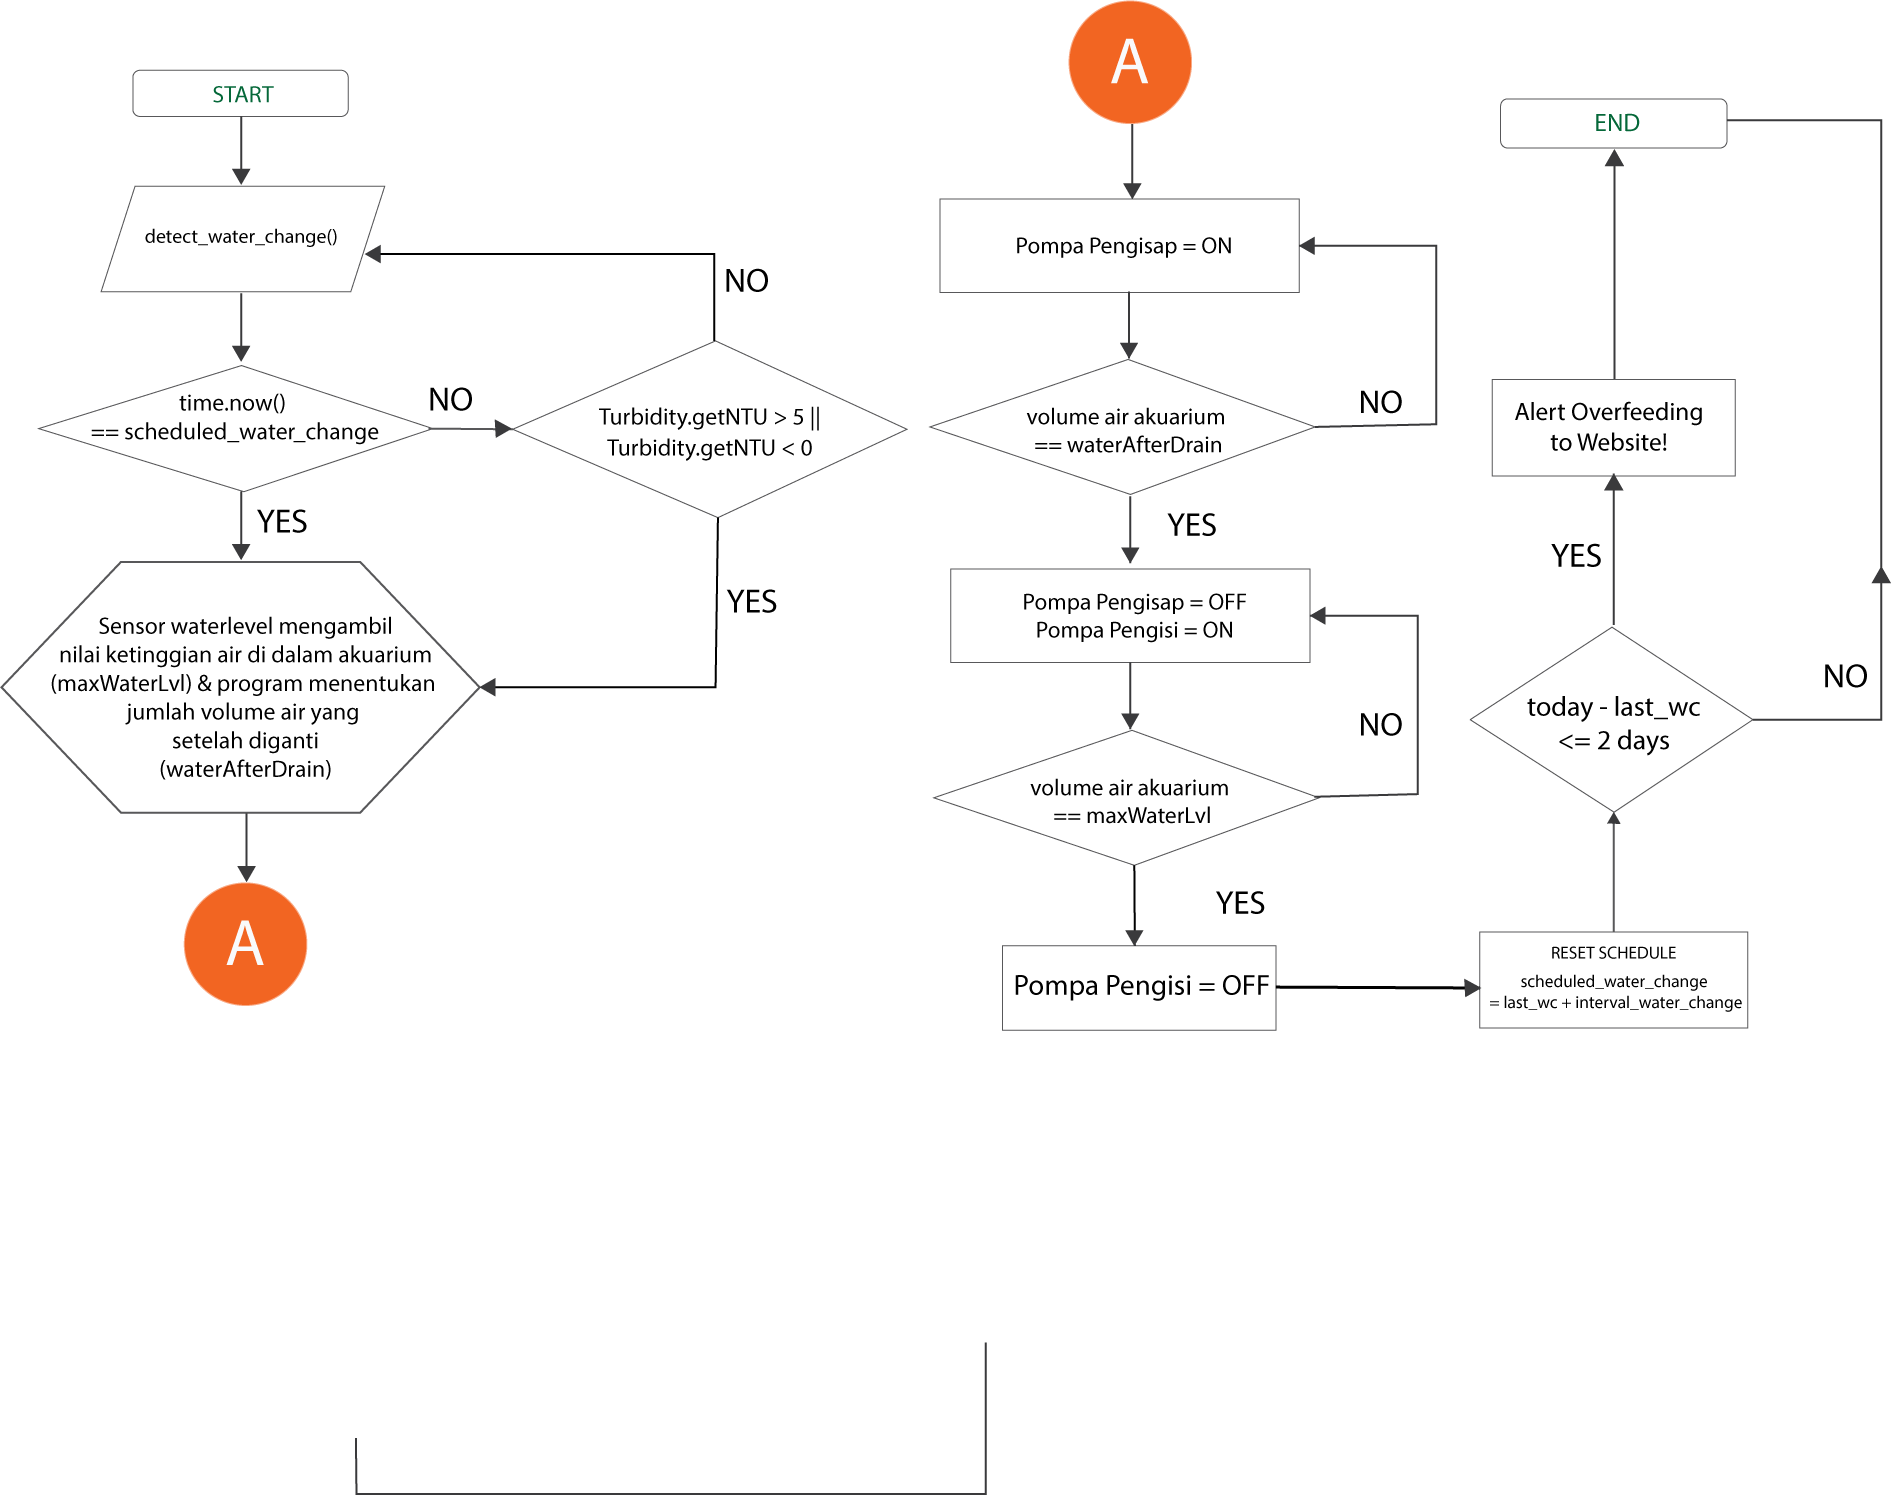 START
detect_water_change()
NO
time.now()
== scheduled_water_change
NO
Turbidity.getNTU > 5 ||
Turbidity.getNTU < 0
YES
YES
Sensor waterlevel mengambil
nilai ketinggian air di dalam akuarium
(maxWaterLvl) & program menentukan
jumlah volume air yang
setelah diganti
(waterAfterDrain)
A
A
Pompa Pengisap = ON
volume air akuarium
== waterAfterDrain
NO
YES
Pompa Pengisap = OFF
Pompa Pengisi = ON
NO
volume air akuarium
== maxWaterLvl
YES
Pompa Pengisi = OFF
END
Alert Overfeeding
to Website!
YES
NO
today - last_wc
<= 2 days
RESET SCHEDULE
scheduled_water_change
= last_wc + interval_water_change